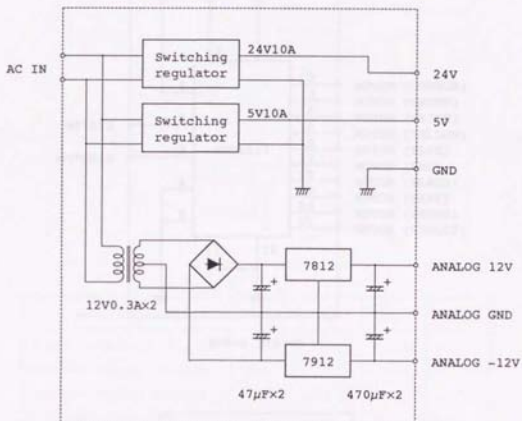 24V10A
Switching
regulator
AC IN
24V
5V10A
Switching
regulator
5V
GND
7812
ANALOG 12V
12V0.3A×2
ANALOG GND
7912
ANALOG -12V
47μF×2
470μF×2
+
+
+
+